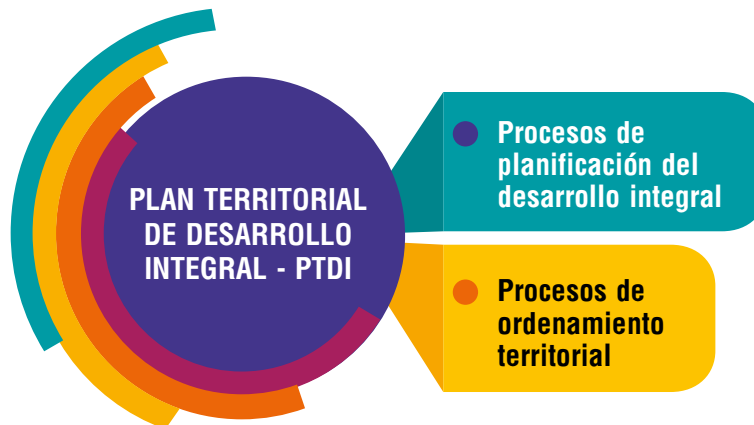 PLAN TERRITORIAL
DE DESARROLLO
INTEGRAL - PTDI
Procesos de
planificación del
desarrollo integral
Procesos de
ordenamiento
territorial